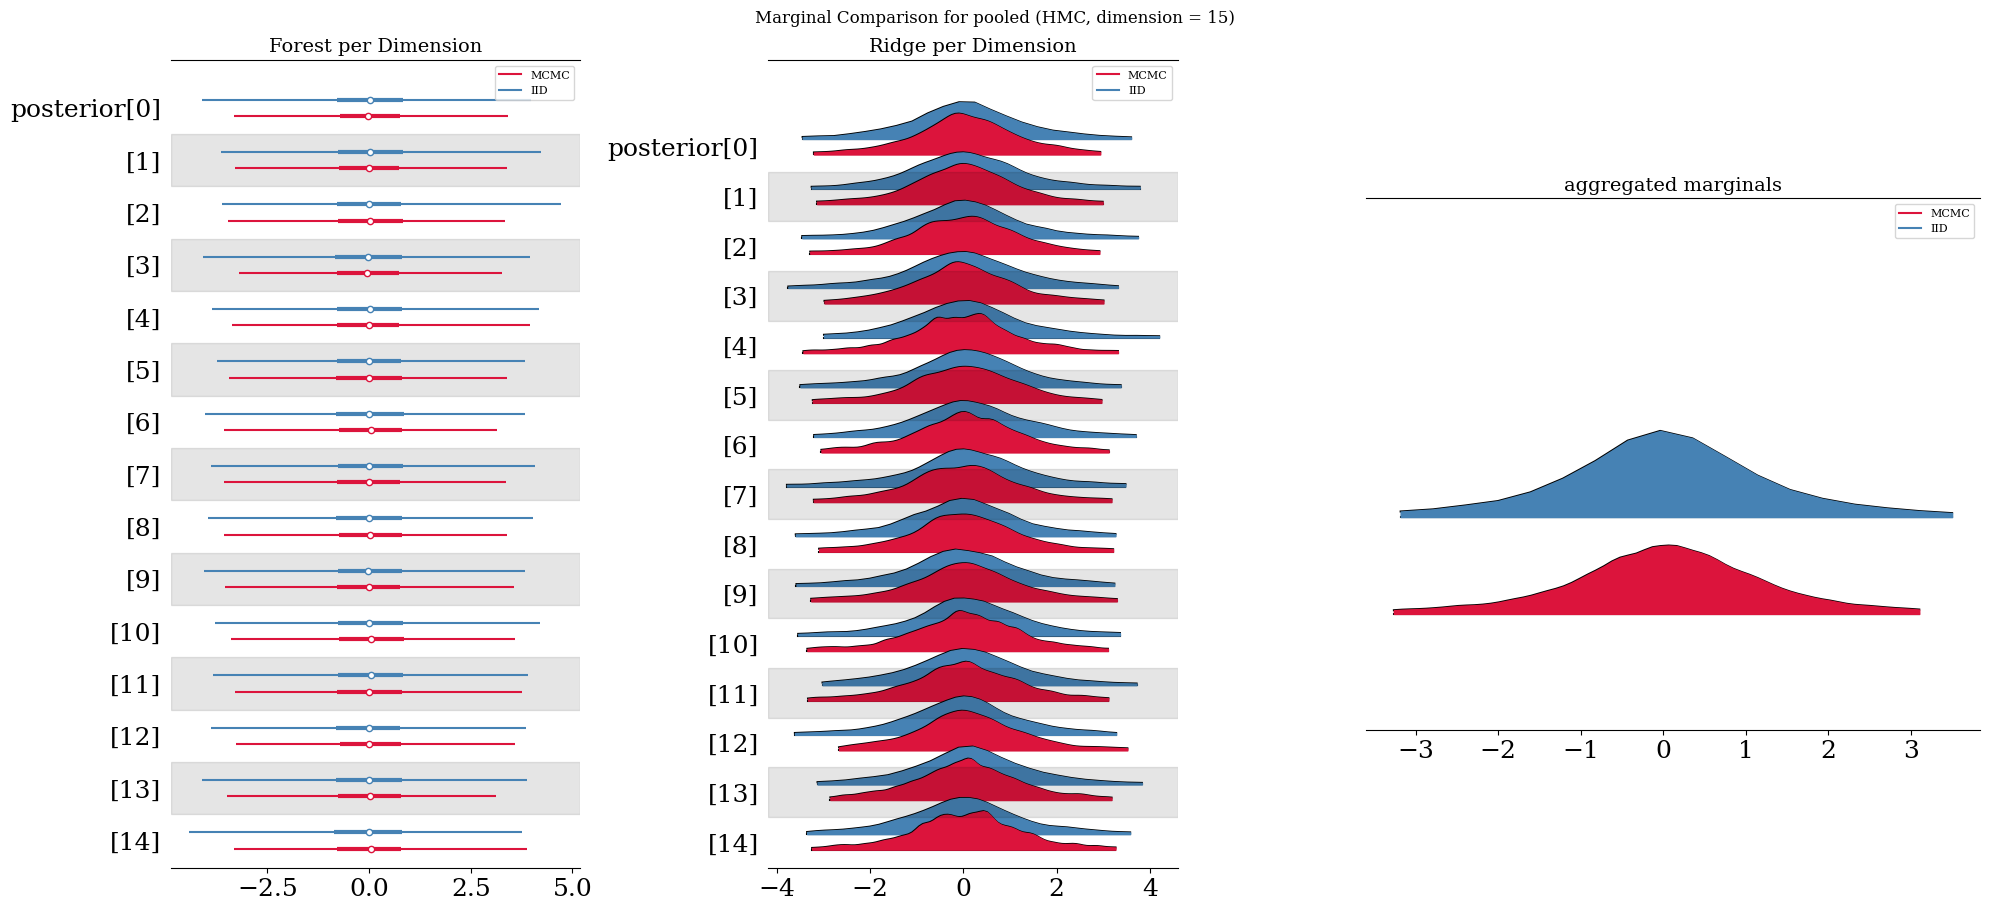 Marginal Comparison for pooled (HMC, dimension = 15)
Forest per Dimension
MCMC
IID
posterior[0]
[1]
[2]
[3]
[4]
[5]
[6]
[7]
[8]
[9]
[10]
[11]
[12]
[13]
[14]
−2.5 0.0 2.5 5.0
Ridge per Dimension
MCMC
IID
posterior[0]
[1]
[2]
[3]
[4]
[5]
[6]
[7]
[8]
[9]
[10]
[11]
[12]
[13]
[14]
−4 −2 0 2 4
aggregated marginals
MCMC
IID
−3 −2 −1 0 1 2 3